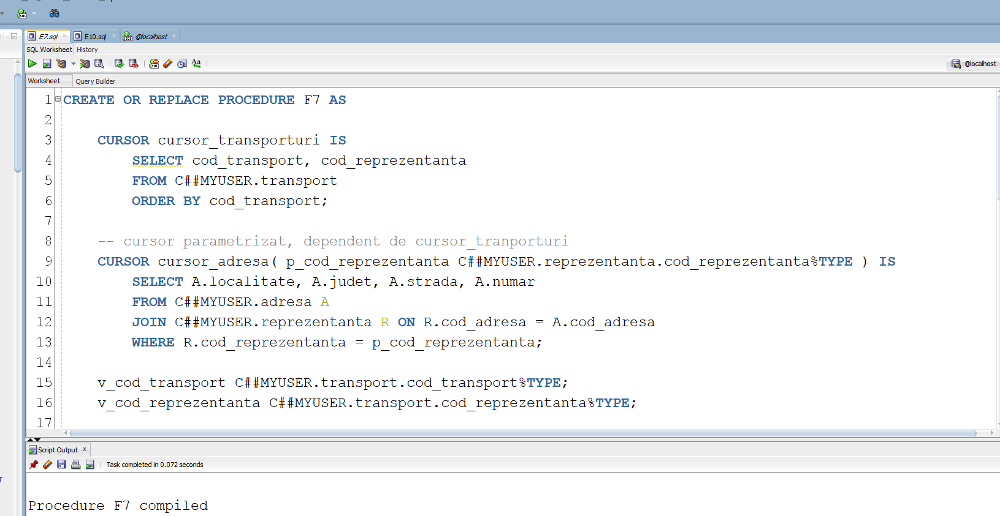 E7.sql
E10.sql
@localhost
SQL Worksheet History
@localhost
Worksheet Query Builder
1 CREATE OR REPLACE PROCEDURE F7 AS
2
3 CURSOR cursor_transporturi IS
4 SELECT cod_transport, cod_reprezentanta
5 FROM C##MYUSER.transport
6 ORDER BY cod_transport;
7
8 -- cursor parametrizat, dependent de cursor_tranporturi
9 CURSOR cursor_adresa( p_cod_reprezentanta C##MYUSER.reprezentanta.cod_reprezentanta%TYPE ) IS
10 SELECT A.localitate, A.judet, A.strada, A.numar
11 FROM C##MYUSER.adresa A
12 JOIN C##MYUSER.reprezentanta R ON R.cod_adresa = A.cod_adresa
13 WHERE R.cod_reprezentanta = p_cod_reprezentanta;
14
15 v_cod_transport C##MYUSER.transport.cod_transport%TYPE;
16 v_cod_reprezentanta C##MYUSER.transport.cod_reprezentanta%TYPE;
17
Script Output
Task completed in 0.072 seconds
Procedure F7 compiled